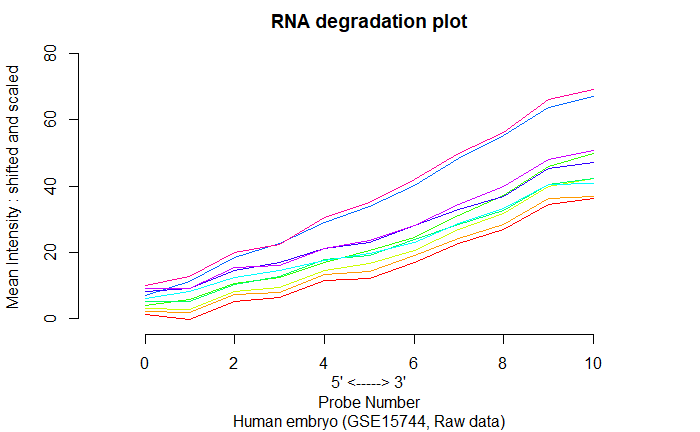 RNA degradation plot
Mean Intensity : shifted and scaled
80
60
40
20
0
0 2 4 6 8 10
5' <-----> 3'
Probe Number
Human embryo (GSE15744, Raw data)